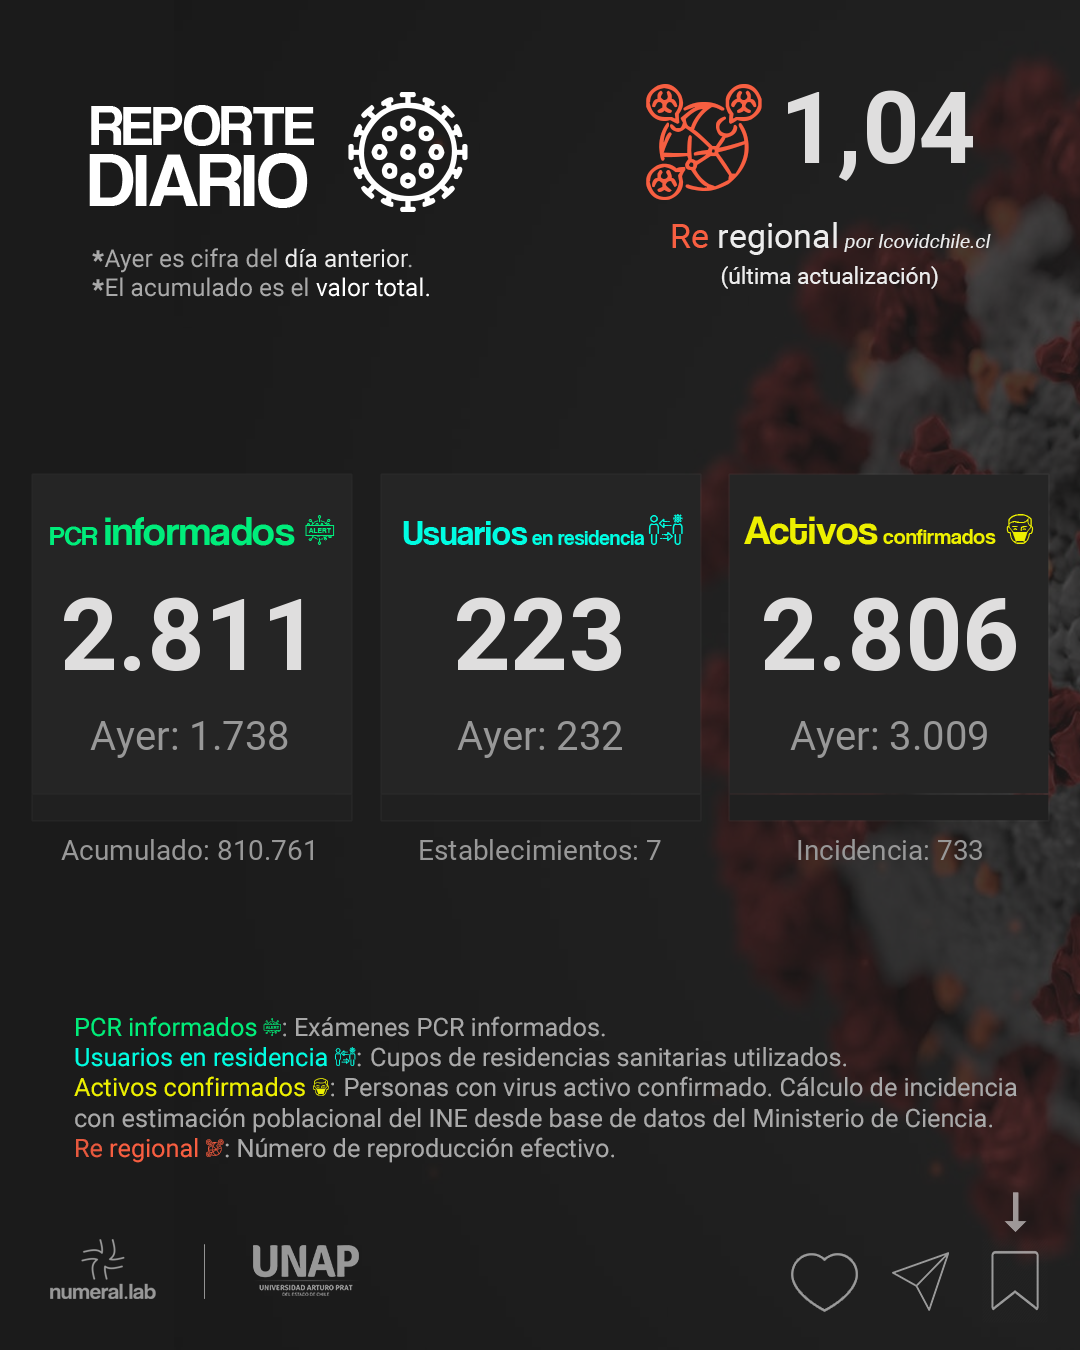 REPORTE
DIARIO
1,04
Re regional por Icovidchile.cl
(última actualización)
*Ayer es cifra del día anterior.
*El acumulado es el valor total.
PCR informados ALERT
2.811
Ayer: 1.738
Acumulado: 810.761
Usuarios en residencia
223
Ayer: 232
Establecimientos: 7
Activos confirmados
2.806
Ayer: 3.009
Incidencia: 733
PCR informados : Exámenes PCR informados.
Usuarios en residencia : Cupos de residencias sanitarias utilizados.
Activos confirmados : Personas con virus activo confirmado. Cálculo de incidencia
con estimación poblacional del INE desde base de datos del Ministerio de Ciencia.
Re regional : Número de reproducción efectivo.
numeral.lab
UNAP
UNIVERSIDAD ARTURO PRAT
DEL ESTADO DE CHILE